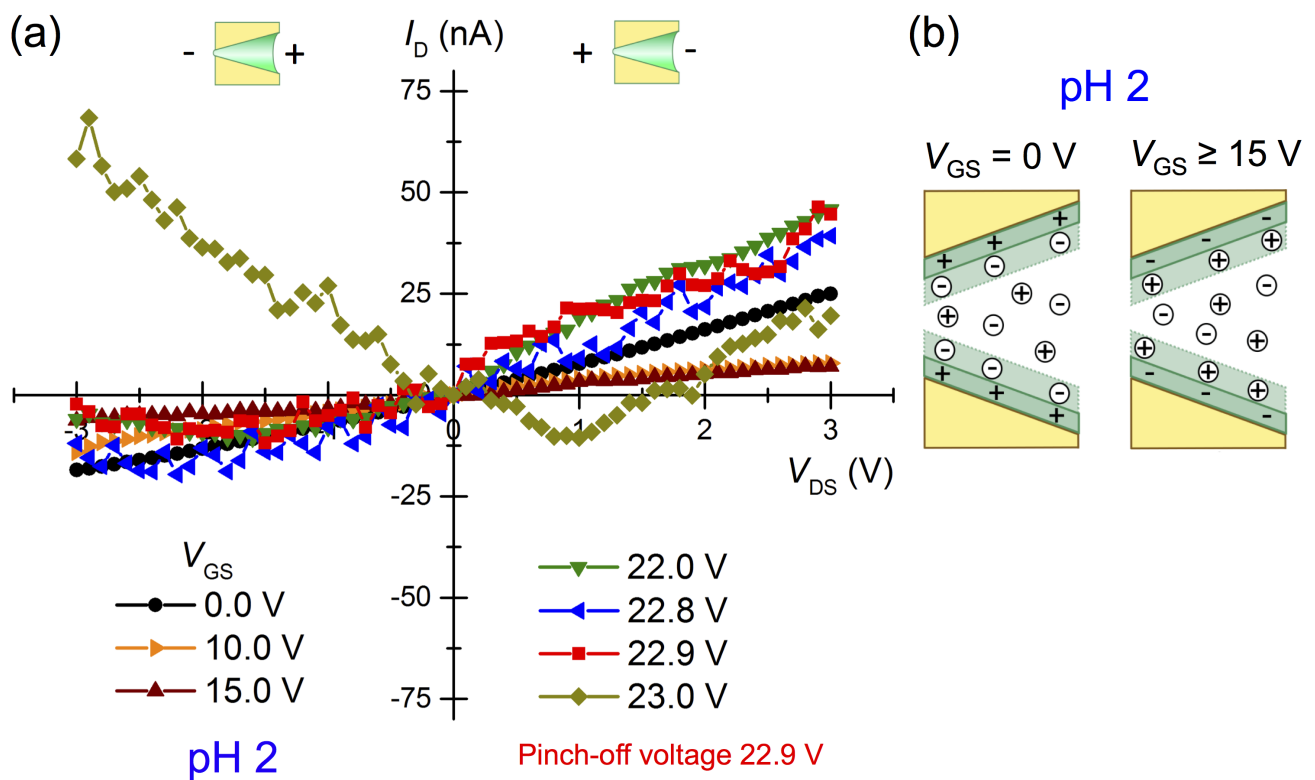 (a)
I_D (nA)
- +
+ -
75
50
25
-3
0
1
2
3
V_DS (V)
-25
-50
-75
V_GS
0.0 V
10.0 V
15.0 V
22.0 V
22.8 V
22.9 V
23.0 V
pH 2
Pinch-off voltage 22.9 V
(b)
pH 2
V_GS = 0 V
V_GS ≥ 15 V
+ + + - - -
- - - + + +
+ - + -
+ - - +
- - - + + +
+ + + - - -